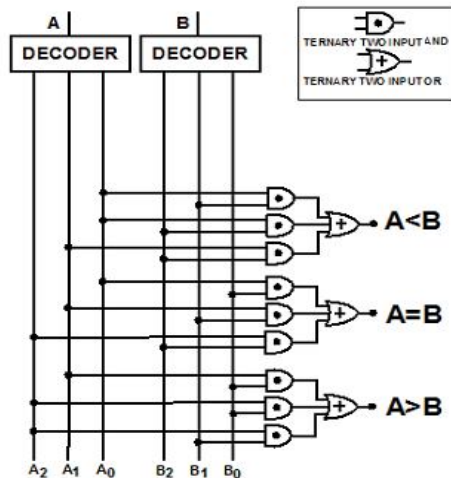 A B
DECODER DECODER
TERNARY TWO INPUT AND
TERNARY TWO INPUT OR
A<B
A=B
A>B
A2 A1 A0 B2 B1 B0